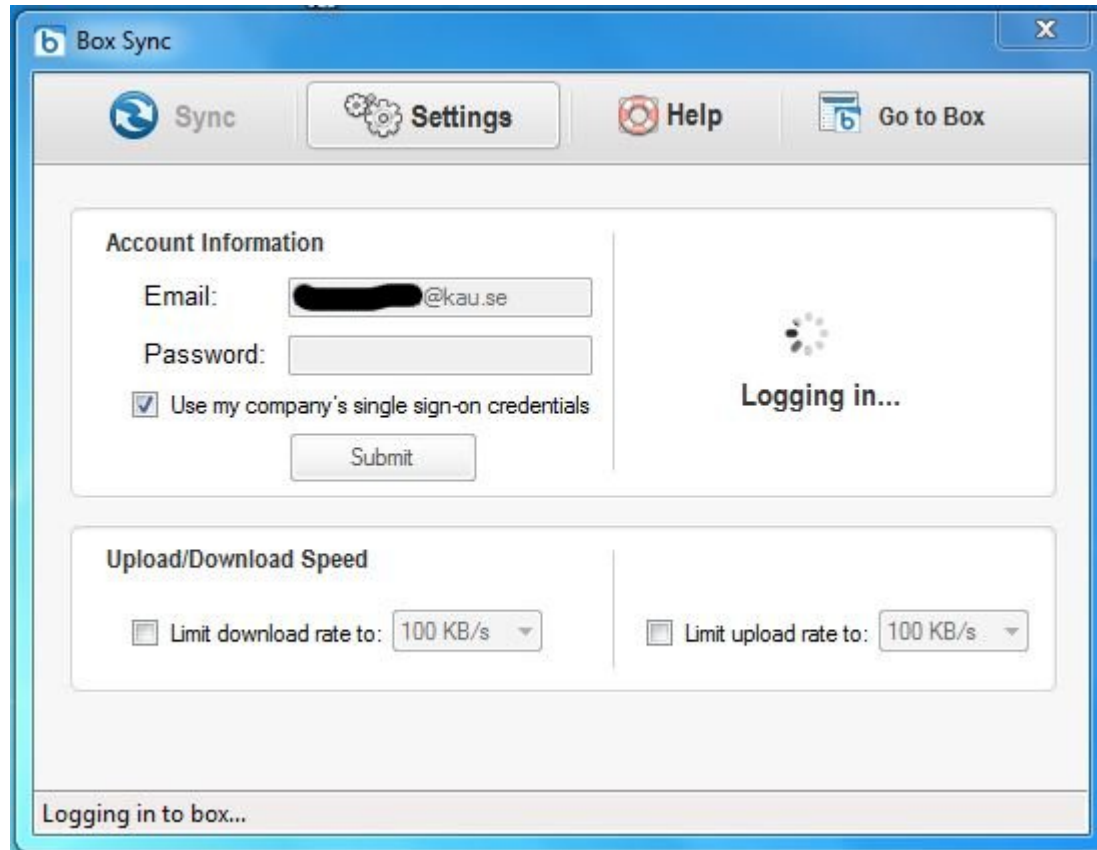 Box Sync
Sync Settings Help Go to Box
Account Information
Email: @kau.se
Password:
Use my company's single sign-on credentials
Submit
Logging in...
Upload/Download Speed
Limit download rate to: 100 KB/s Limit upload rate to: 100 KB/s
Logging in to box...